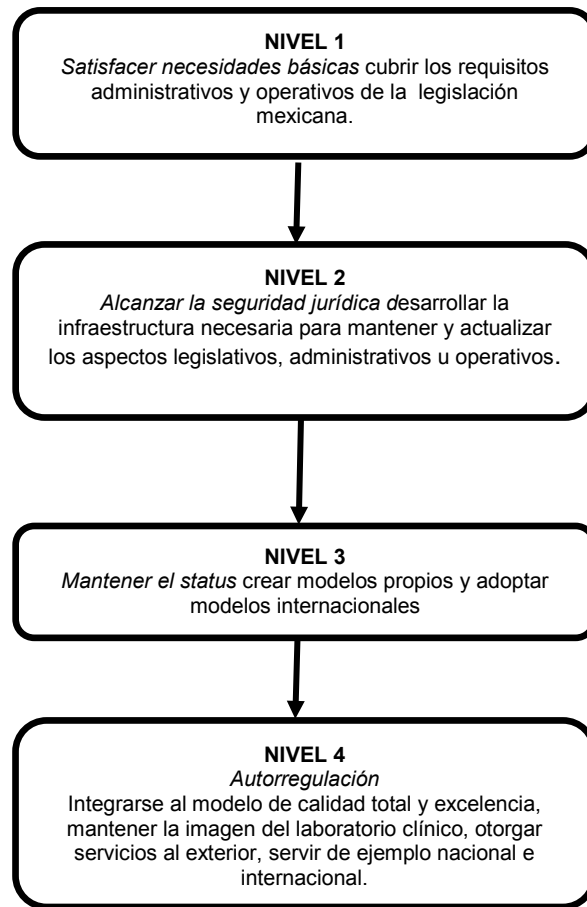 NIVEL 1
Satisfacer necesidades básicas cubrir los requisitos
administrativos y operativos de la legislación
mexicana.
NIVEL 2
Alcanzar la seguridad jurídica desarrollar la
infraestructura necesaria para mantener y actualizar
los aspectos legislativos, administrativos u operativos.
NIVEL 3
Mantener el status crear modelos propios y adoptar
modelos internacionales
NIVEL 4
Autorregulación
Integrarse al modelo de calidad total y excelencia,
mantener la imagen del laboratorio clínico, otorgar
servicios al exterior, servir de ejemplo nacional e
internacional.